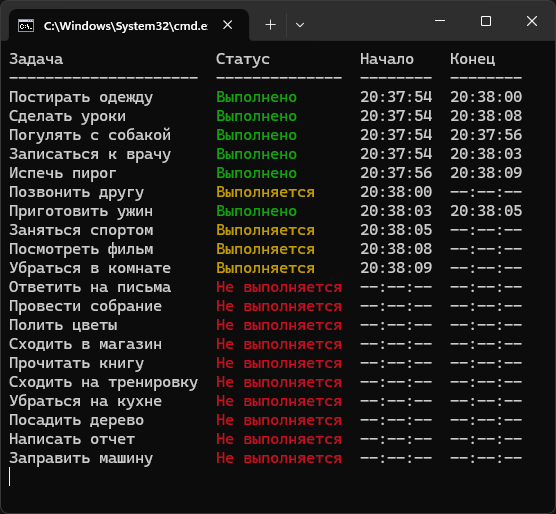 C:\Windows\System32\cmd.e
Задача Статус Начало Конец
--------------------- -------------- -------- --------
Постирать одежду Выполнено 20:37:54 20:38:00
Сделать уроки Выполнено 20:37:54 20:38:08
Погулять с собакой Выполнено 20:37:54 20:37:56
Записаться к врачу Выполнено 20:37:54 20:38:03
Испечь пирог Выполнено 20:37:56 20:38:09
Позвонить другу Выполняется 20:38:00 --:--:--
Приготовить ужин Выполнено 20:38:03 20:38:05
Заняться спортом Выполняется 20:38:05 --:--:--
Посмотреть фильм Выполняется 20:38:08 --:--:--
Убраться в комнате Выполняется 20:38:09 --:--:--
Ответить на письма Не выполняется --:--:-- --:--:--
Провести собрание Не выполняется --:--:-- --:--:--
Полить цветы Не выполняется --:--:-- --:--:--
Сходить в магазин Не выполняется --:--:-- --:--:--
Прочитать книгу Не выполняется --:--:-- --:--:--
Сходить на тренировку Не выполняется --:--:-- --:--:--
Убраться на кухне Не выполняется --:--:-- --:--:--
Посадить дерево Не выполняется --:--:-- --:--:--
Написать отчет Не выполняется --:--:-- --:--:--
Заправить машину Не выполняется --:--:-- --:--:--